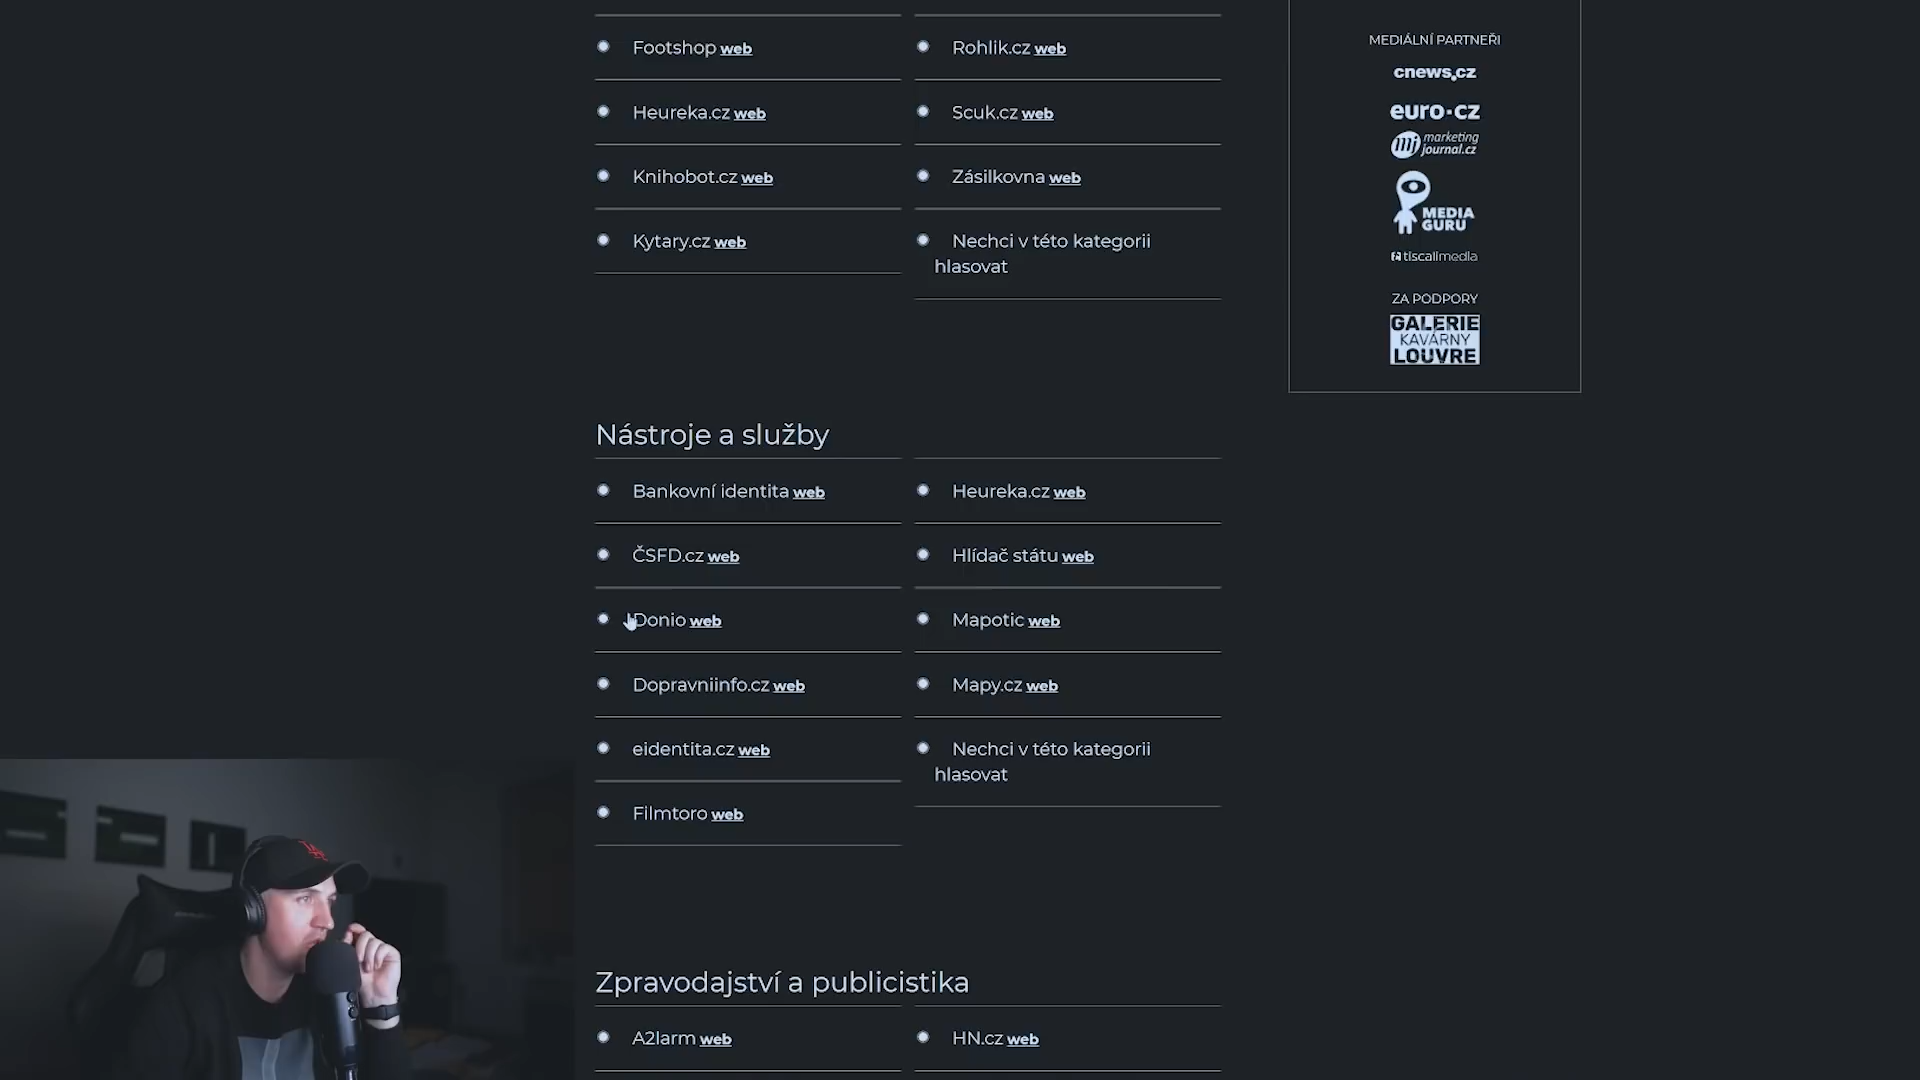 Footshop web
Heureka.cz web
Knihobot.cz web
Kytary.cz web
Rohlik.cz web
Scuk.cz web
Zásilkovna web
Nechci v této kategorii
hlasovat
MEDIÁLNÍ PARTNEŘI
cnews.cz
euro·cz
mj marketing
journal.cz
MEDIA
GURU
tiscalimedia
ZA PODPORY
GALERIE
KAVÁRNY
LOUVRE
Nástroje a služby
Bankovní identita web
ČSFD.cz web
Donio web
Dopravniinfo.cz web
eidentita.cz web
Filmtoro web
Heureka.cz web
Hlídač státu web
Mapotic web
Mapy.cz web
Nechci v této kategorii
hlasovat
Zpravodajství a publicistika
A2larm web
HN.cz web